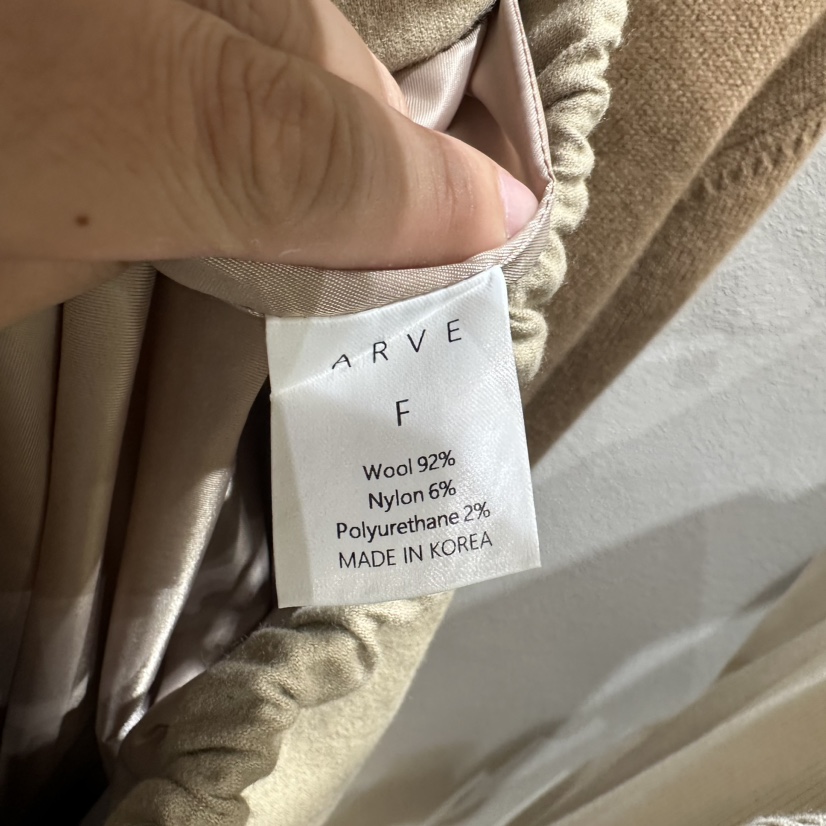 ARVE
F
Wool 92%
Nylon 6%
Polyurethane 2%
MADE IN KOREA